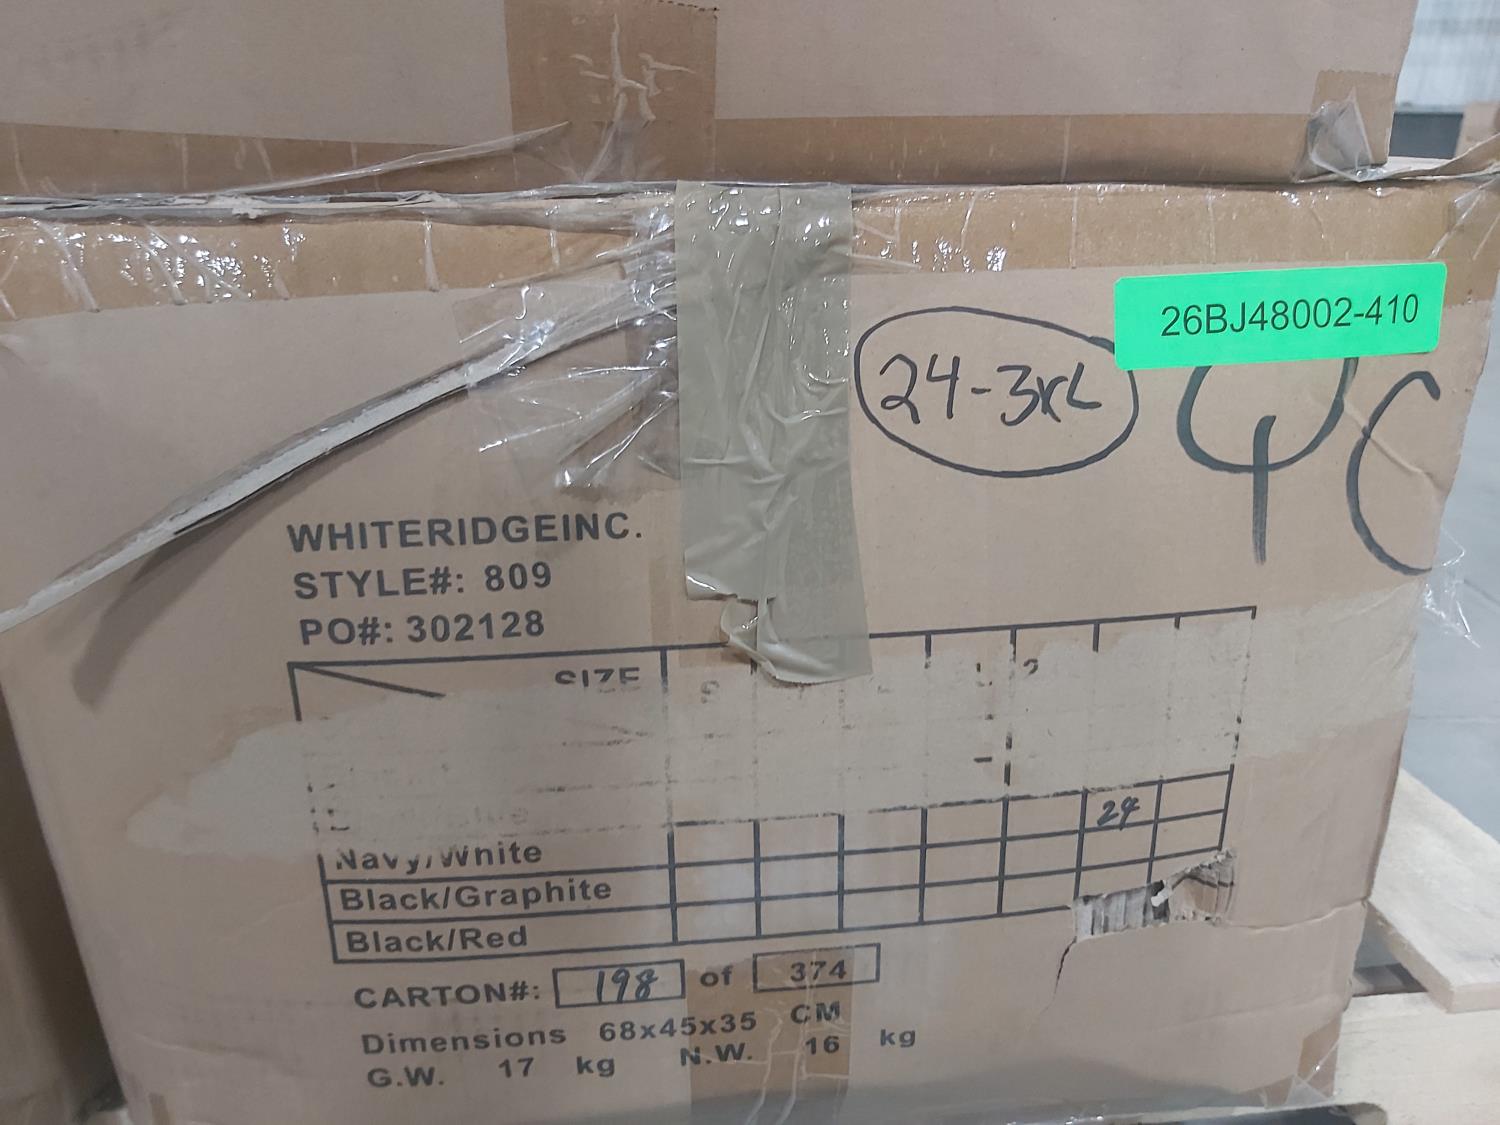 26BJ48002-410
24-3XL
WHITERIDGEINC.
STYLE#: 809
PO#: 302128
SIZE
24
Navy/White
Black/Graphite
Black/Red
CARTON#: 198 of 374
Dimensions 68x45x35 CM
G.W. 17 kg N.W. 16 kg